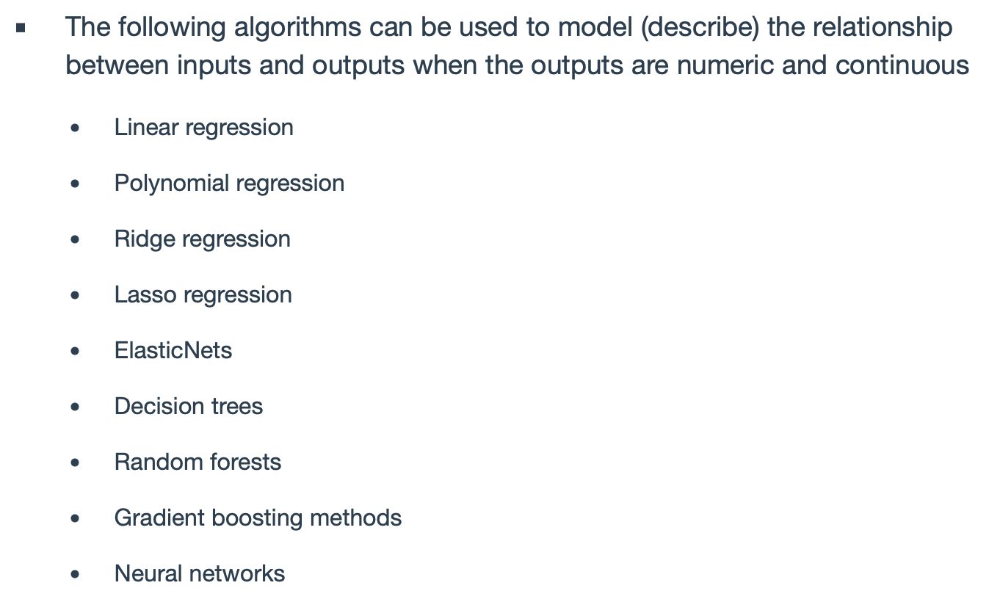 ▪ The following algorithms can be used to model (describe) the relationship
between inputs and outputs when the outputs are numeric and continuous
• Linear regression
• Polynomial regression
• Ridge regression
• Lasso regression
• ElasticNets
• Decision trees
• Random forests
• Gradient boosting methods
• Neural networks